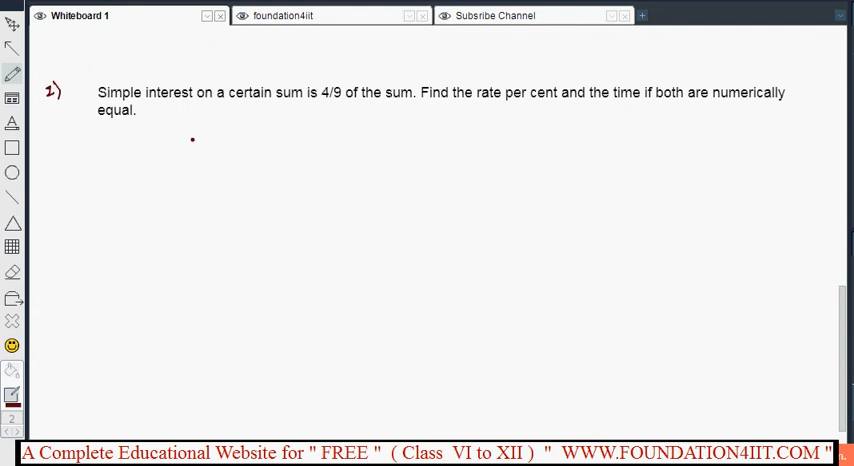 Whiteboard 1
foundation4iit
Subsribe Channel
1) Simple interest on a certain sum is 4/9 of the sum. Find the rate per cent and the time if both are numerically
equal.
2
A Complete Educational Website for " FREE " ( Class VI to XII ) " WWW.FOUNDATION4IIT.COM "